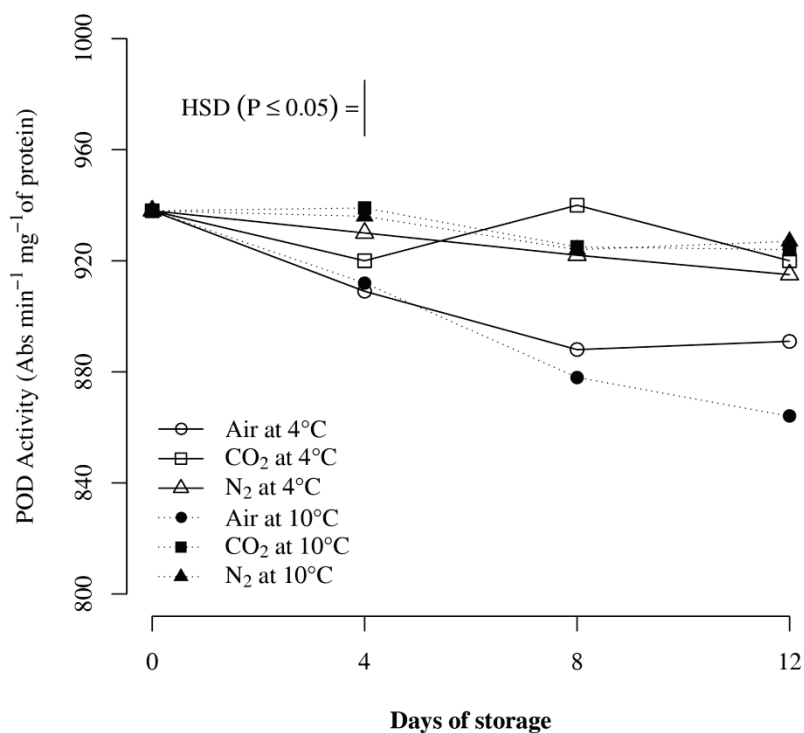 1000
960
920
880
840
800
POD Activity (Abs min⁻¹ mg⁻¹of protein)
HSD (P ≤ 0.05) =
Air at 4°C
CO₂ at 4°C
N₂ at 4°C
Air at 10°C
CO₂ at 10°C
N₂ at 10°C
0 4 8 12
Days of storage